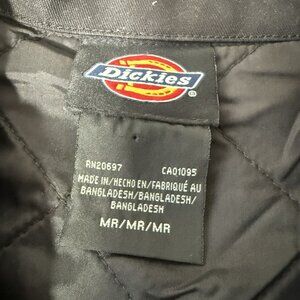 Dickies
RN20697 CA01095
MADE IN/HECHO EN/FABRIQUÉ AU
BANGLADESH/BANGLADESH/
BANGLADESH
MR/MR/MR